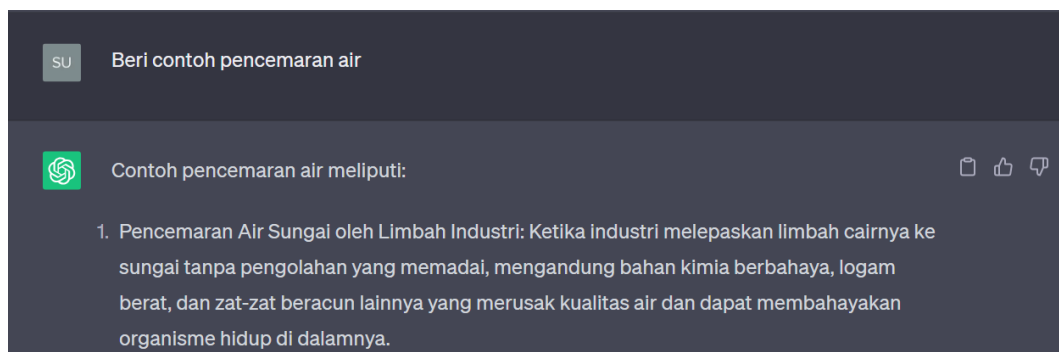 SU
Beri contoh pencemaran air
Contoh pencemaran air meliputi:
1. Pencemaran Air Sungai oleh Limbah Industri: Ketika industri melepaskan limbah cairnya ke
sungai tanpa pengolahan yang memadai, mengandung bahan kimia berbahaya, logam
berat, dan zat-zat beracun lainnya yang merusak kualitas air dan dapat membahayakan
organisme hidup di dalamnya.